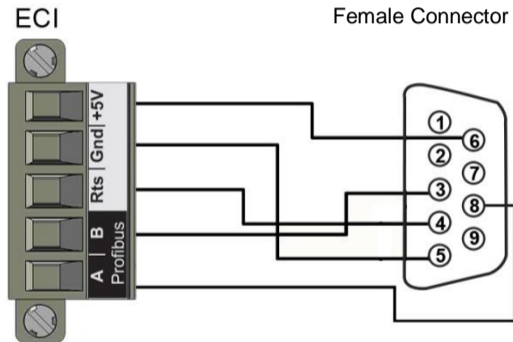 ECI
Female Connector
+5V
Gnd
Rts
B
A
Profibus
1
6
2
7
3
8
4
9
5